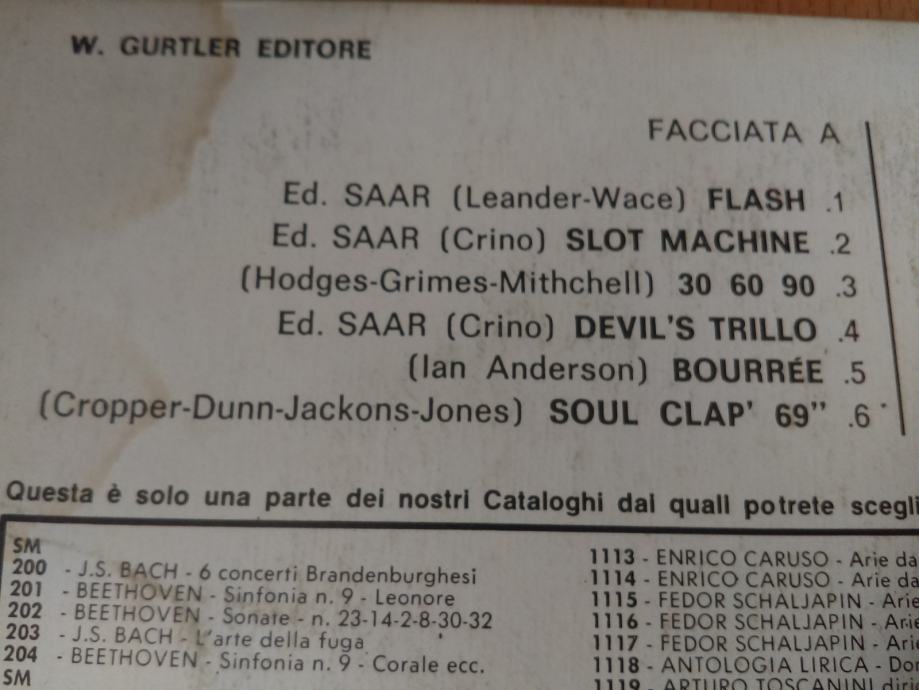 W. GURTLER EDITORE
FACCIATA A
Ed. SAAR (Leander-Wace) FLASH .1
Ed. SAAR (Crino) SLOT MACHINE .2
(Hodges-Grimes-Mithchell) 30 60 90 .3
Ed. SAAR (Crino) DEVIL'S TRILLO .4
(Ian Anderson) BOURRÉE .5
(Cropper-Dunn-Jackons-Jones) SOUL CLAP' 69" .6
Questa è solo una parte dei nostri Cataloghi dai quali potrete scegli
SM
200 - J.S. BACH - 6 concerti Brandenburghesi
201 - BEETHOVEN - Sinfonia n. 9 - Leonore
202 - BEETHOVEN - Sonate - n. 23-14-2-8-30-32
203 - J.S. BACH - L'arte della fuga
204 - BEETHOVEN - Sinfonia n. 9 - Corale ecc.
SM
1113 - ENRICO CARUSO - Arie da
1114 - ENRICO CARUSO - Arie da
1115 - FEDOR SCHALJAPIN - Arie
1116 - FEDOR SCHALJAPIN - Arie
1117 - FEDOR SCHALJAPIN - Arie
1118 - ANTOLOGIA LIRICA - Don
1119 - ARTURO TOSCANINI diri